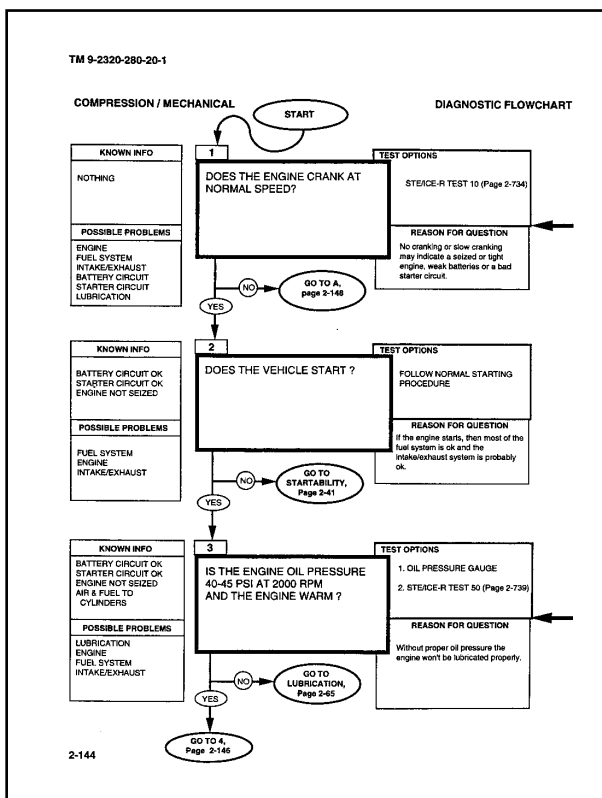 TM 9-2320-280-20-1
COMPRESSION / MECHANICAL
START
DIAGNOSTIC FLOWCHART
KNOWN INFO
NOTHING
POSSIBLE PROBLEMS
ENGINE
FUEL SYSTEM
INTAKE/EXHAUST
BATTERY CIRCUIT
STARTER CIRCUIT
LUBRICATION
1
DOES THE ENGINE CRANK AT
NORMAL SPEED?
TEST OPTIONS
STE/ICE-R TEST 10 (Page 2-734)
REASON FOR QUESTION
No cranking or slow cranking
may indicate a seized or tight
engine, weak batteries or a bad
starter circuit.
NO
GO TO A,
page 2-148
YES
KNOWN INFO
BATTERY CIRCUIT OK
STARTER CIRCUIT OK
ENGINE NOT SEIZED
POSSIBLE PROBLEMS
FUEL SYSTEM
ENGINE
INTAKE/EXHAUST
2
DOES THE VEHICLE START ?
TEST OPTIONS
FOLLOW NORMAL STARTING
PROCEDURE
REASON FOR QUESTION
If the engine starts, then most of the
fuel system is ok and the
intake/exhaust system is probably
ok.
NO
GO TO
STARTABILITY,
Page 2-41
YES
KNOWN INFO
BATTERY CIRCUIT OK
STARTER CIRCUIT OK
ENGINE NOT SEIZED
AIR & FUEL TO
CYLINDERS
POSSIBLE PROBLEMS
LUBRICATION
ENGINE
FUEL SYSTEM
INTAKE/EXHAUST
3
IS THE ENGINE OIL PRESSURE
40-45 PSI AT 2000 RPM
AND THE ENGINE WARM ?
TEST OPTIONS
1. OIL PRESSURE GAUGE
2. STE/ICE-R TEST 50 (Page 2-739)
REASON FOR QUESTION
Without proper oil pressure the
engine won't be lubricated properly.
NO
GO TO
LUBRICATION,
Page 2-65
YES
GO TO 4,
Page 2-146
2-144